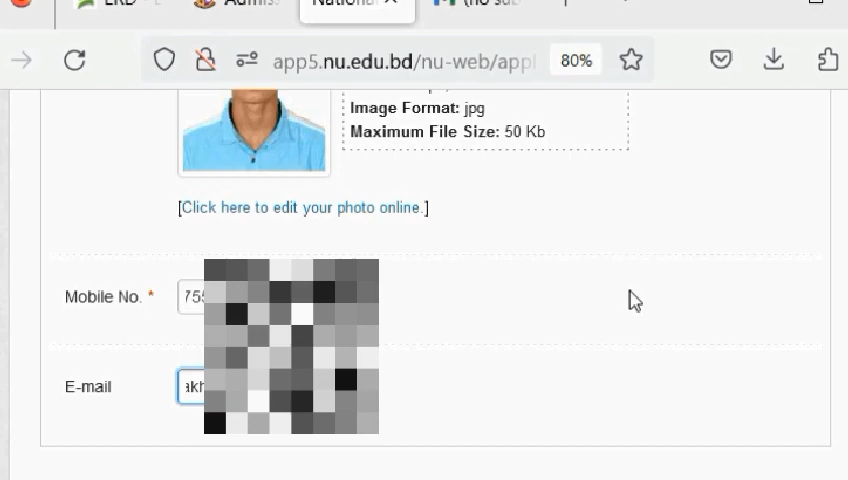 National
app5.nu.edu.bd/nu-web/appl
80%
Image Format: jpg
Maximum File Size: 50 Kb
[Click here to edit your photo online.]
Mobile No. *
E-mail